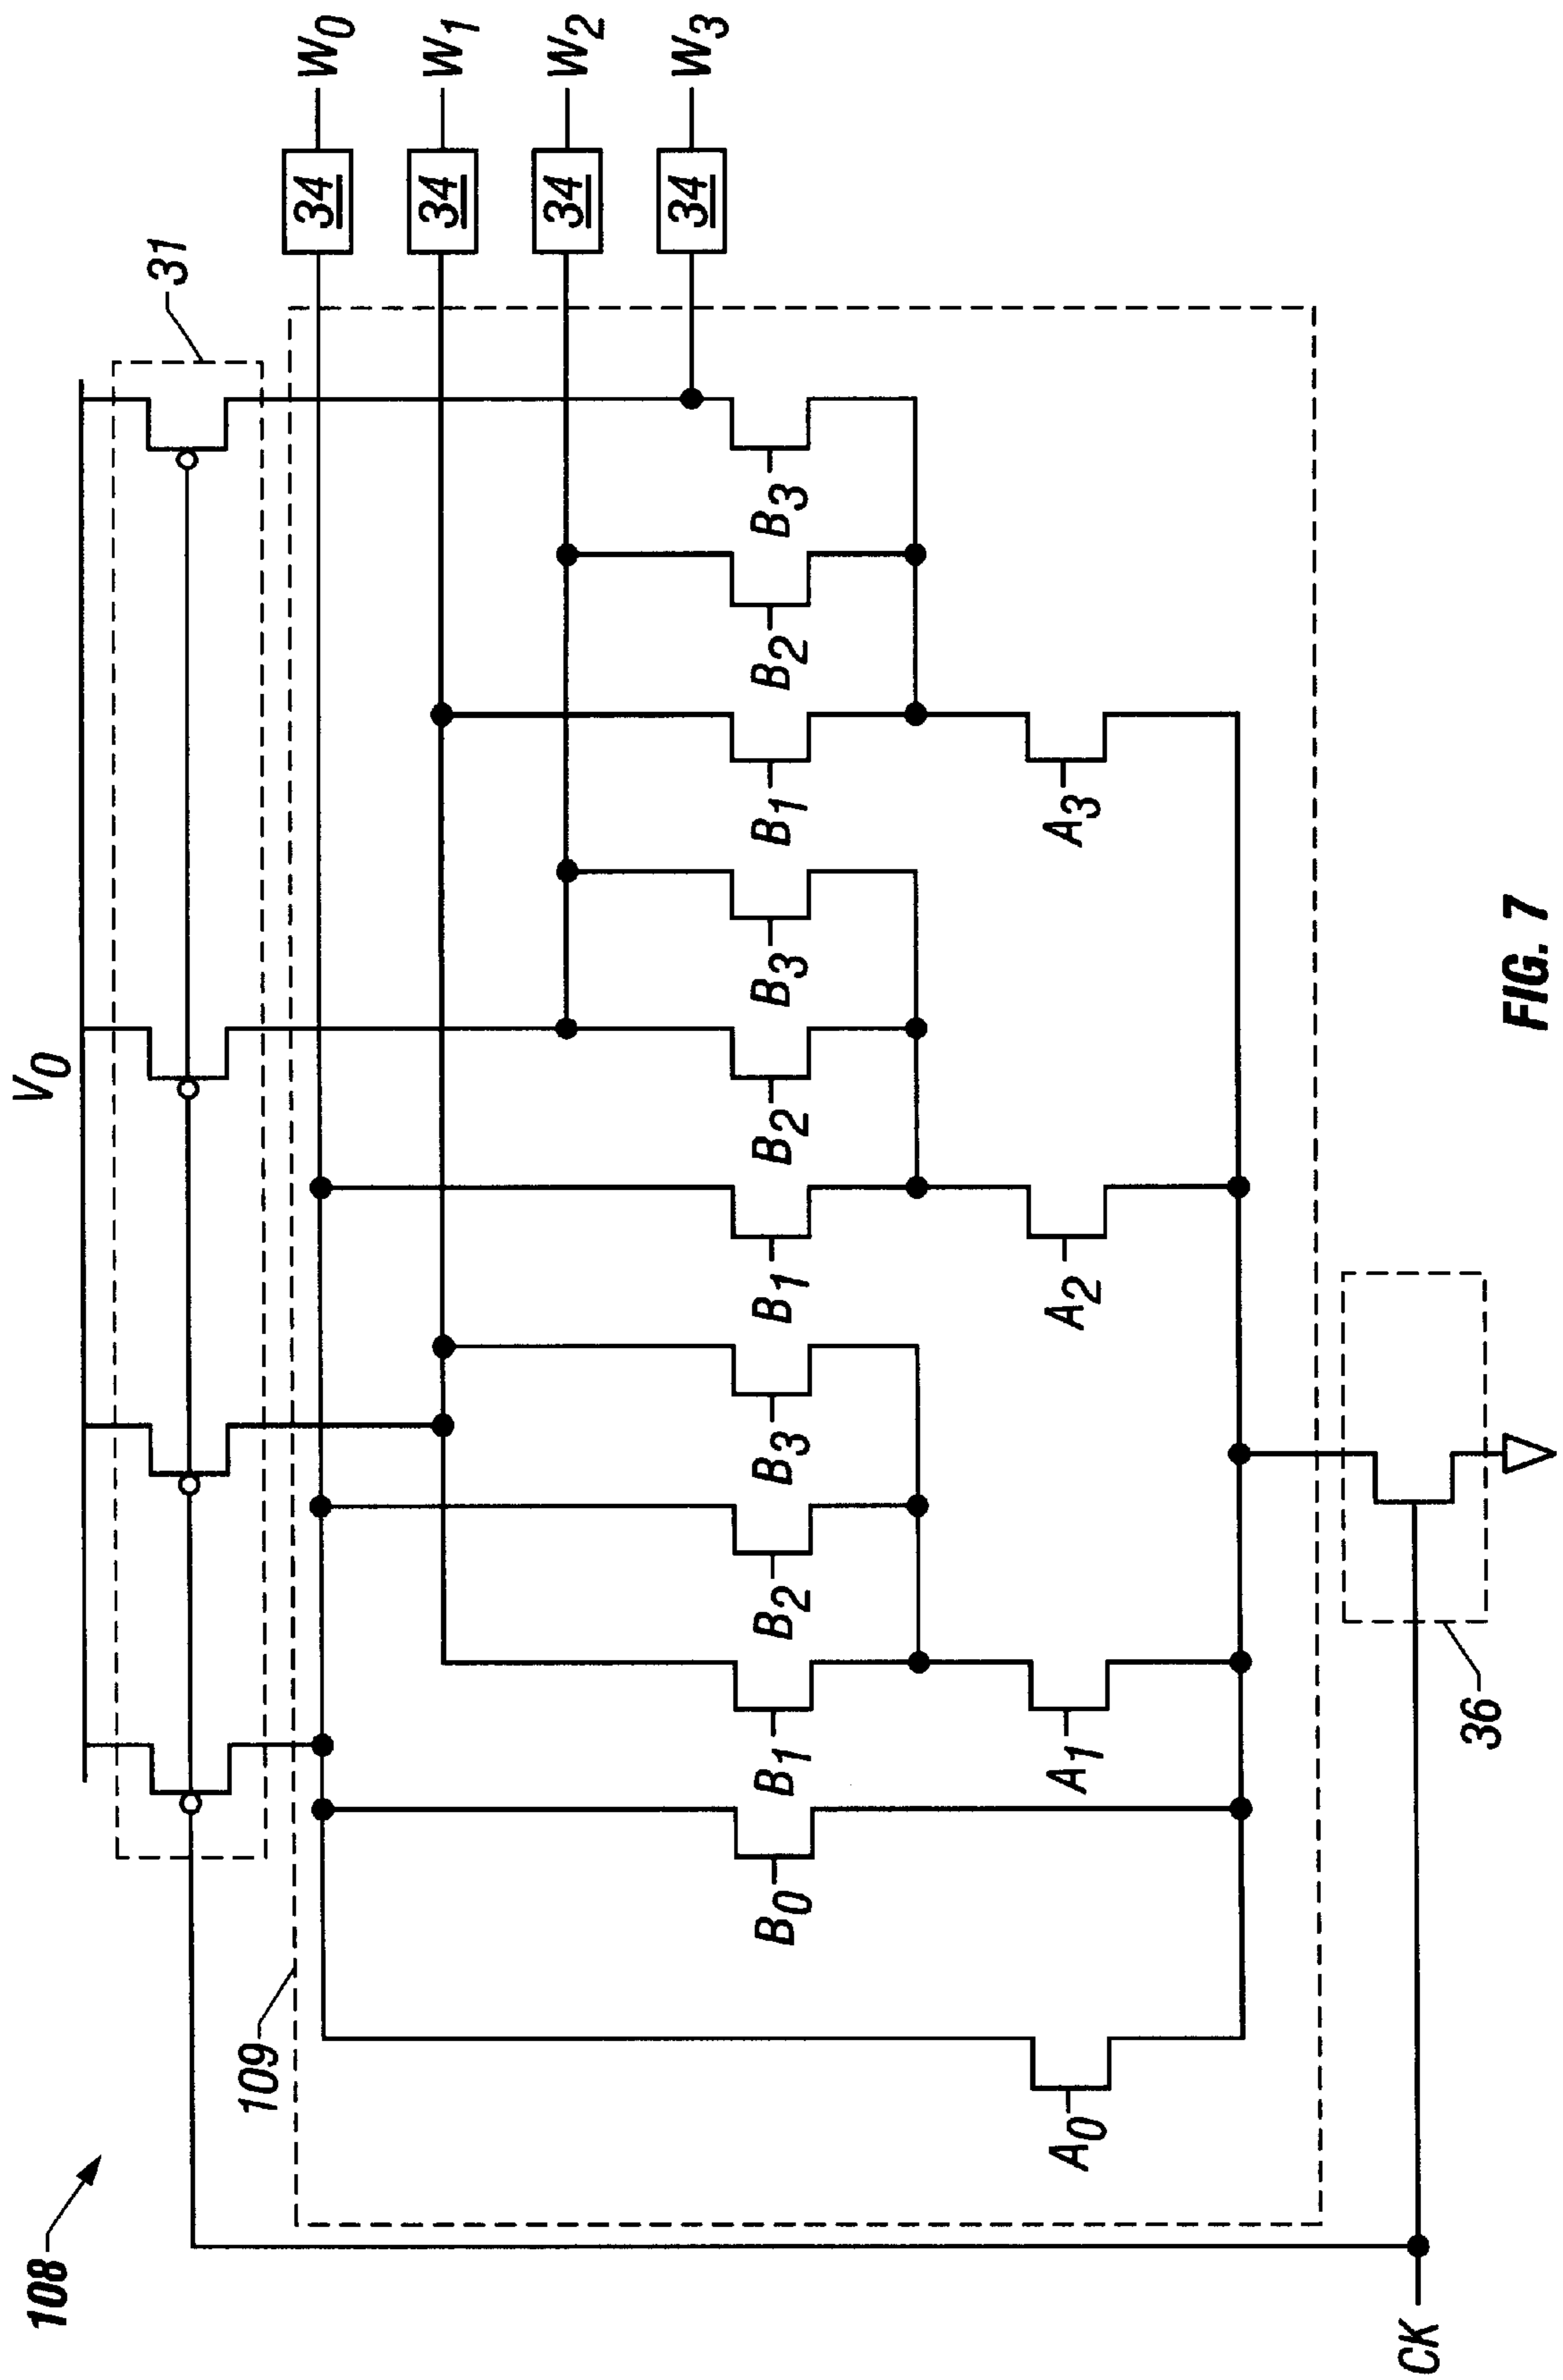 108
V0
31
109
34 W0
34 W1
34 W2
34 W3
B0 B1 B2 B3 B1 B2 B3 B1 B2 B3
A0 A1 A2 A3
CK
36
FIG. 7